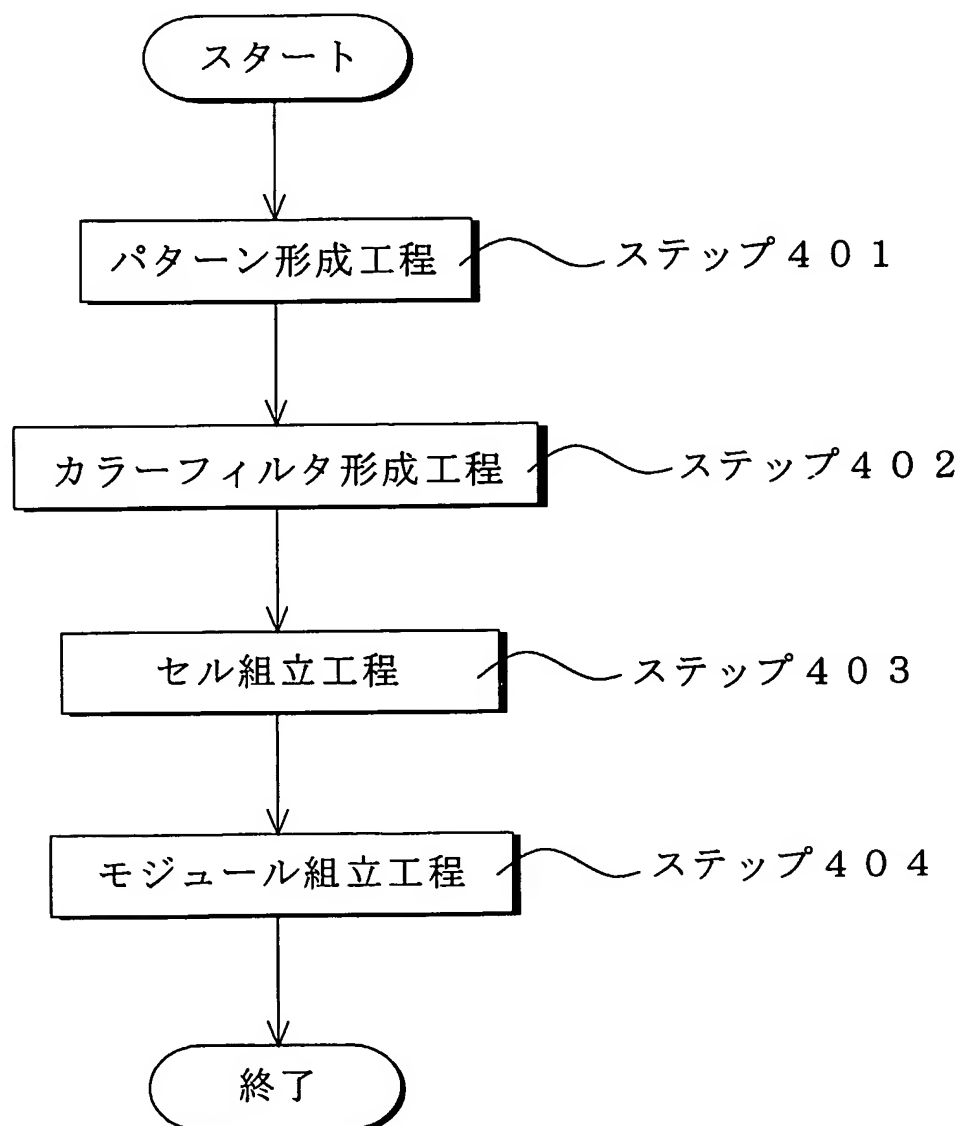 スタート
パターン形成工程 ステップ401
カラーフィルタ形成工程 ステップ402
セル組立工程 ステップ403
モジュール組立工程 ステップ404
終了